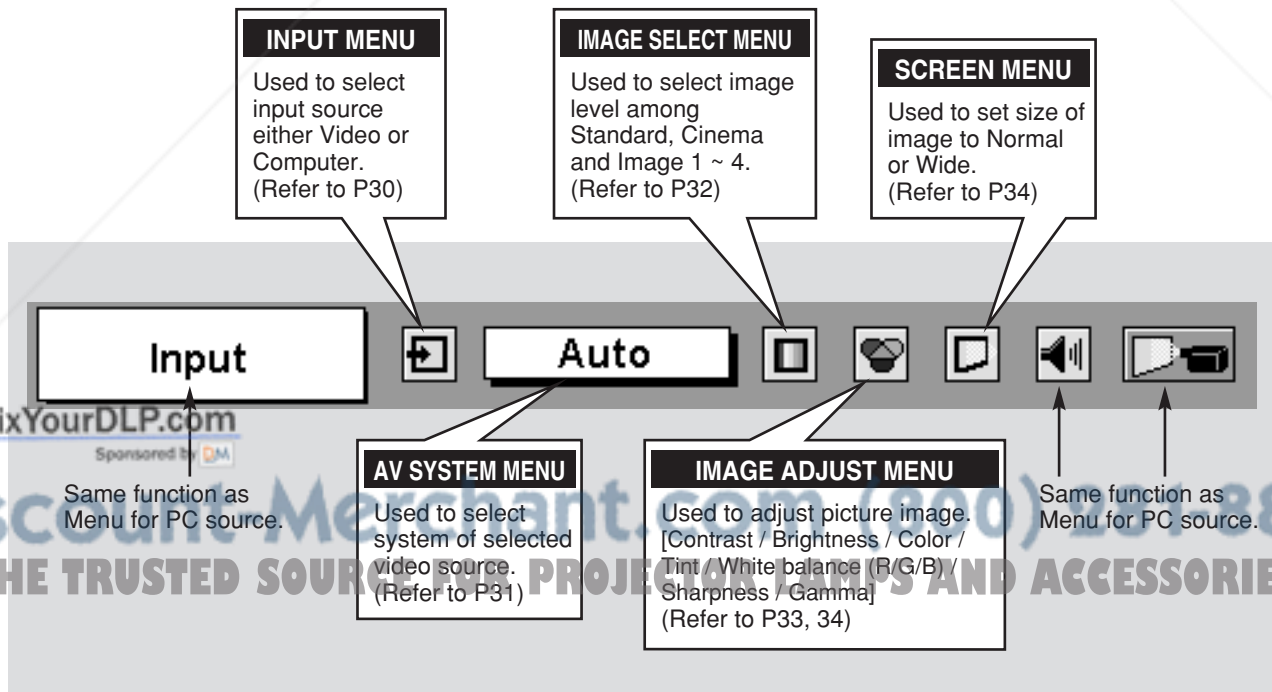 INPUT MENU
Used to select
input source
either Video or
Computer.
(Refer to P30)
IMAGE SELECT MENU
Used to select image
level among
Standard, Cinema
and Image 1 ~ 4.
(Refer to P32)
SCREEN MENU
Used to set size of
image to Normal
or Wide.
(Refer to P34)
Input
Auto
ixYourDLP.com
Sponsored by DM
Same function as
Menu for PC source.
AV SYSTEM MENU
Used to select
system of selected
video source.
(Refer to P31)
IMAGE ADJUST MENU
Used to adjust picture image.
[Contrast / Brightness / Color /
Tint / White balance (R/G/B) /
Sharpness / Gamma]
(Refer to P33, 34)
Same function as
Menu for PC source.
scount-Merchant.com (800) 281-88
HE TRUSTED SOURCE FOR PROJECTOR LAMPS AND ACCESSORIE